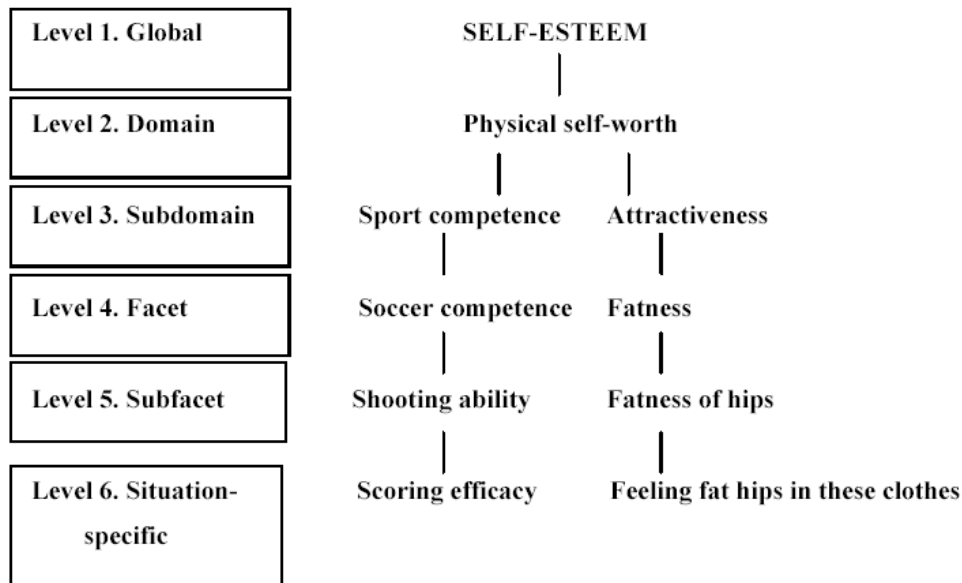 Level 1. Global SELF-ESTEEM
Level 2. Domain Physical self-worth
Level 3. Subdomain Sport competence Attractiveness
Level 4. Facet Soccer competence Fatness
Level 5. Subfacet Shooting ability Fatness of hips
Level 6. Situation- Scoring efficacy Feeling fat hips in these clothes
specific